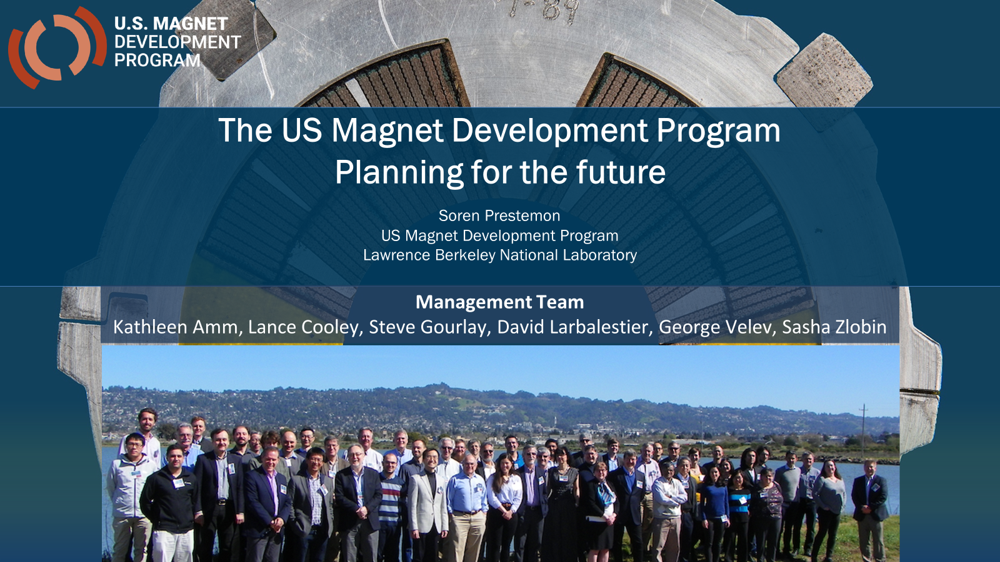 1-89
U.S. MAGNET
DEVELOPMENT
PROGRAM
The US Magnet Development Program
Planning for the future
Soren Prestemon
US Magnet Development Program
Lawrence Berkeley National Laboratory
Management Team
Kathleen Amm, Lance Cooley, Steve Gourlay, David Larbalestier, George Velev, Sasha Zlobin